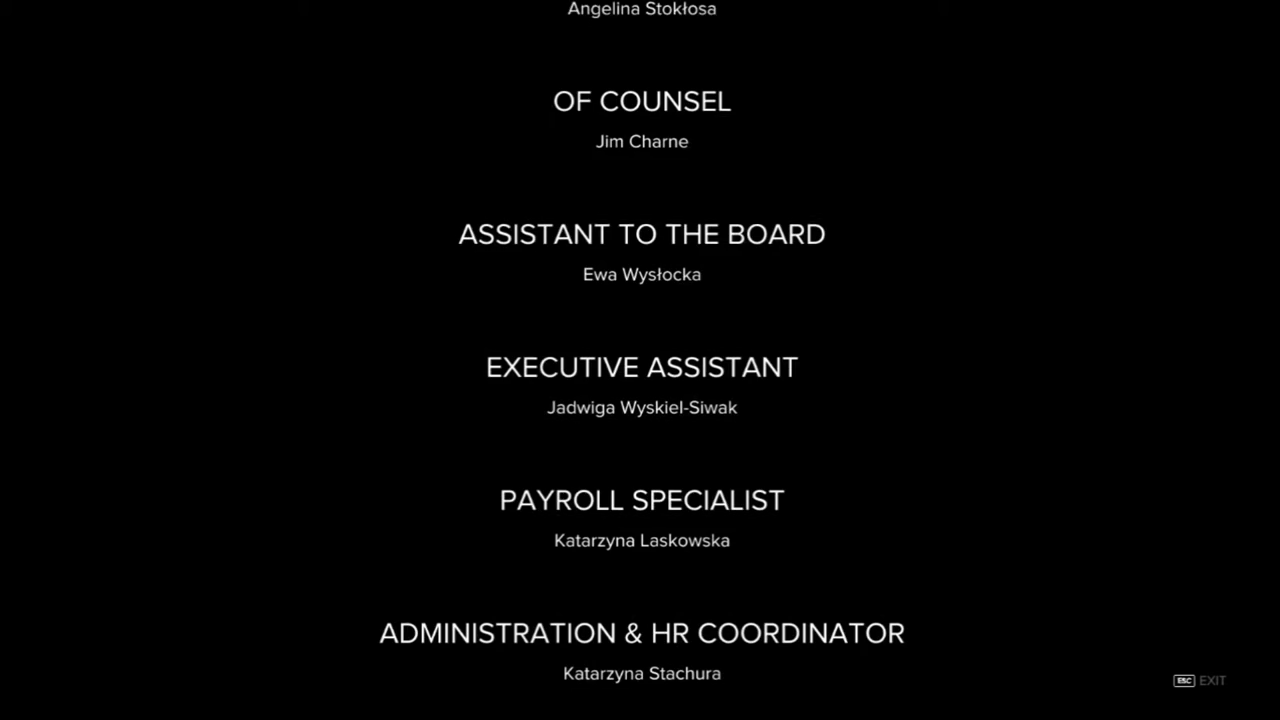 Angelina Stokłosa
OF COUNSEL
Jim Charne
ASSISTANT TO THE BOARD
Ewa Wysłocka
EXECUTIVE ASSISTANT
Jadwiga Wyskiel-Siwak
PAYROLL SPECIALIST
Katarzyna Laskowska
ADMINISTRATION & HR COORDINATOR
Katarzyna Stachura
ESC EXIT